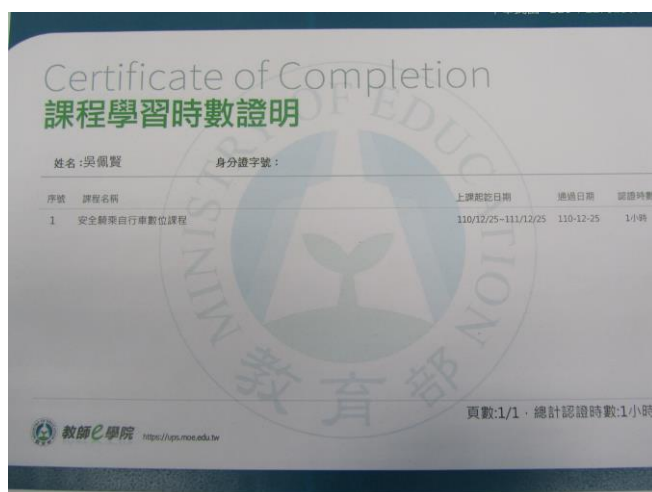 Certificate of Completion
課程學習時數證明
姓名:吳佩賢 身分證字號:
序號 課程名稱 上課起訖日期 通過日期 認證時數
1 安全騎乘自行車數位課程 110/12/25~111/12/25 110-12-25 1小時
MINISTRY OF EDUCATION
教育部
頁數:1/1，總計認證時數:1小時
教師e學院 https://ups.moe.edu.tw